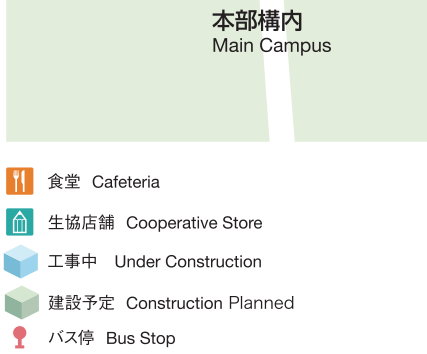 本部構内
Main Campus
食堂 Cafeteria
生協店舗 Cooperative Store
工事中 Under Construction
建設予定 Construction Planned
バス停 Bus Stop